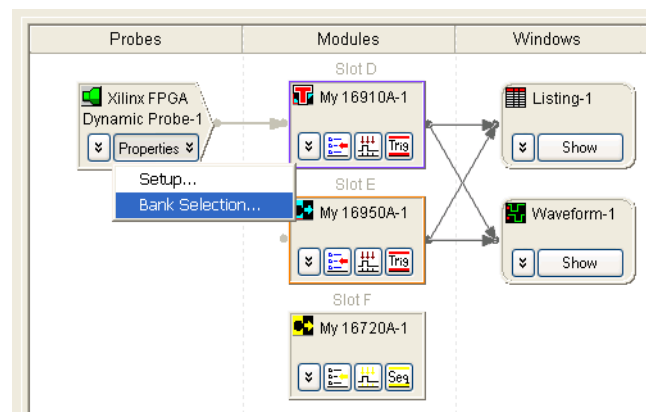 Probes
Modules
Windows
Slot D
Xilinx FPGA
Dynamic Probe-1
Properties
My 16910A-1
Trig
Listing-1
Show
Setup...
Bank Selection...
Slot E
My 16950A-1
Trig
Waveform-1
Show
Slot F
My 16720A-1
Seq